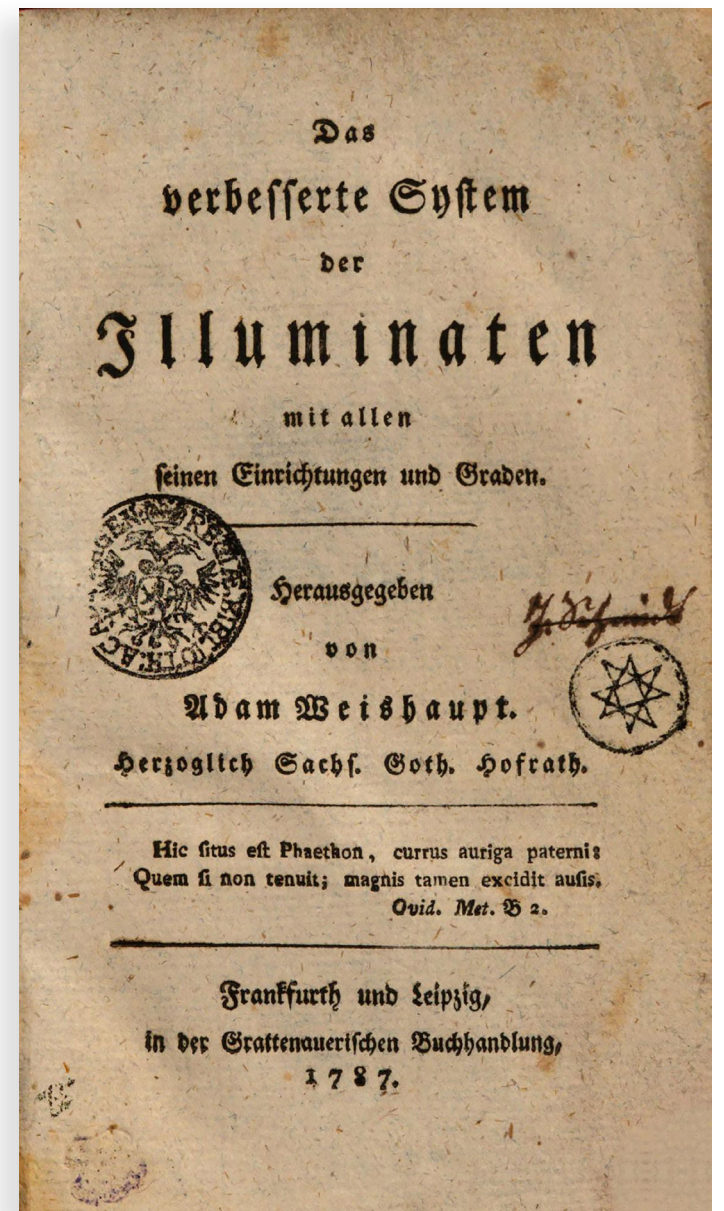 Das
verbesserte System
der
Illuminaten
mit allen
seinen Einrichtungen und Graden.
Herausgegeben
von
Adam Weishaupt.
Herzoglich Sachs. Goth. Hofrath.
Hic situs est Phaethon, currus auriga paterni:
Quem si non tenuit; magnis tamen excidit ausis.
Ovid. Met. B 2.
Frankfurth und Leipzig,
in der Grattenauerischen Buchhandlung,
1787.